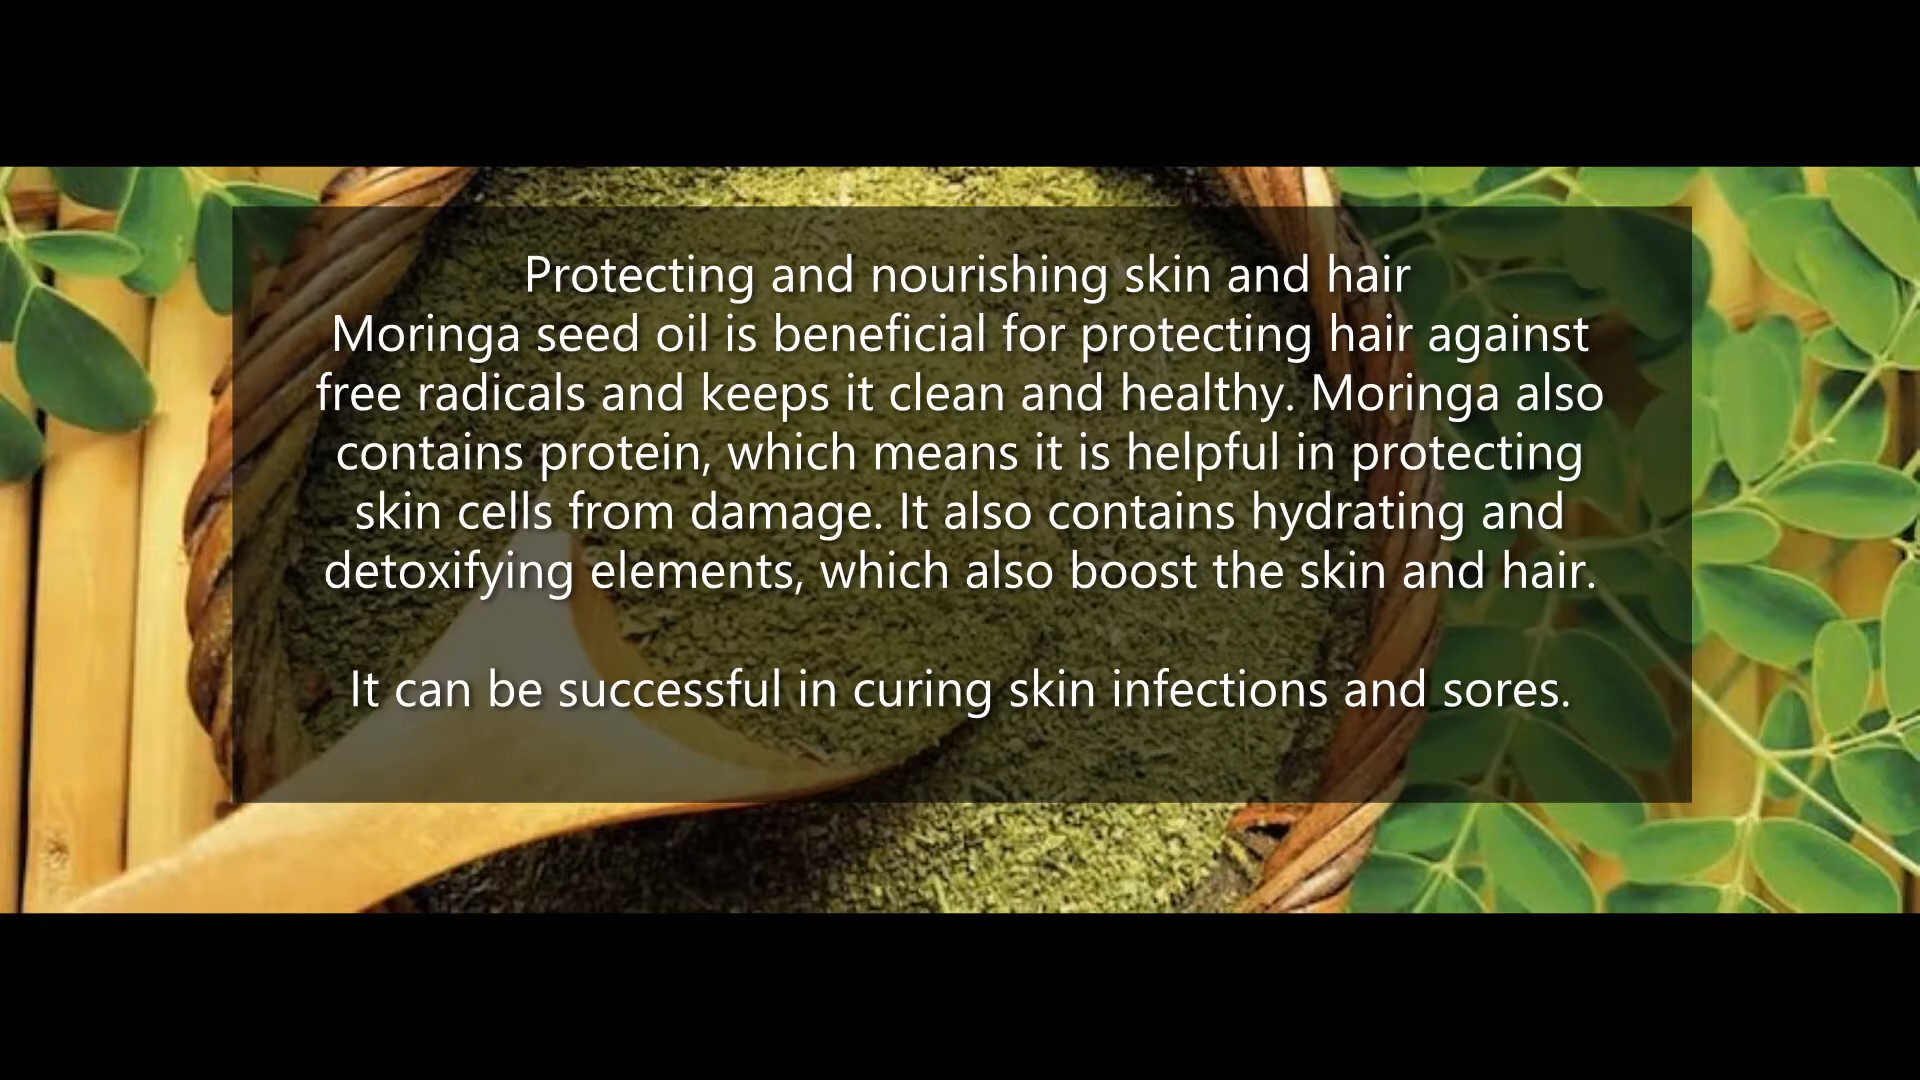 Protecting and nourishing skin and hair
Moringa seed oil is beneficial for protecting hair against
free radicals and keeps it clean and healthy. Moringa also
contains protein, which means it is helpful in protecting
skin cells from damage. It also contains hydrating and
detoxifying elements, which also boost the skin and hair.
It can be successful in curing skin infections and sores.